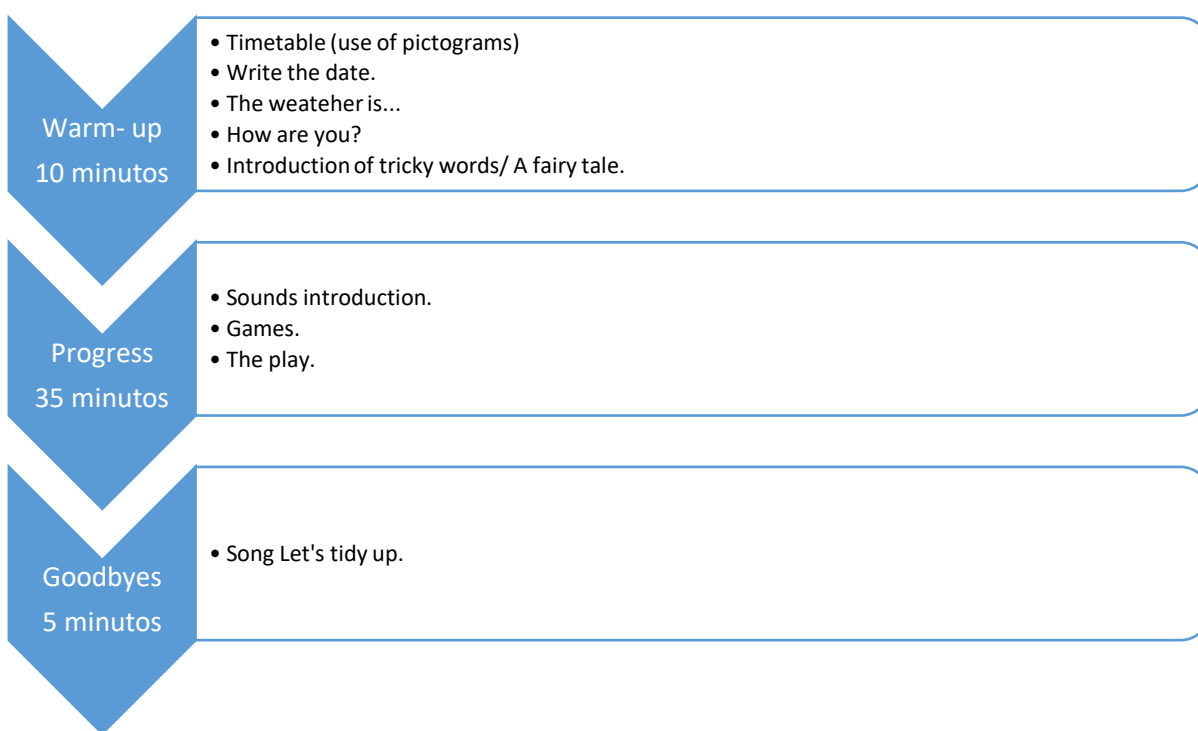 Warm- up
10 minutos
• Timetable (use of pictograms)
• Write the date.
• The weateher is...
• How are you?
• Introduction of tricky words/ A fairy tale.
Progress
35 minutos
• Sounds introduction.
• Games.
• The play.
Goodbyes
5 minutos
• Song Let's tidy up.